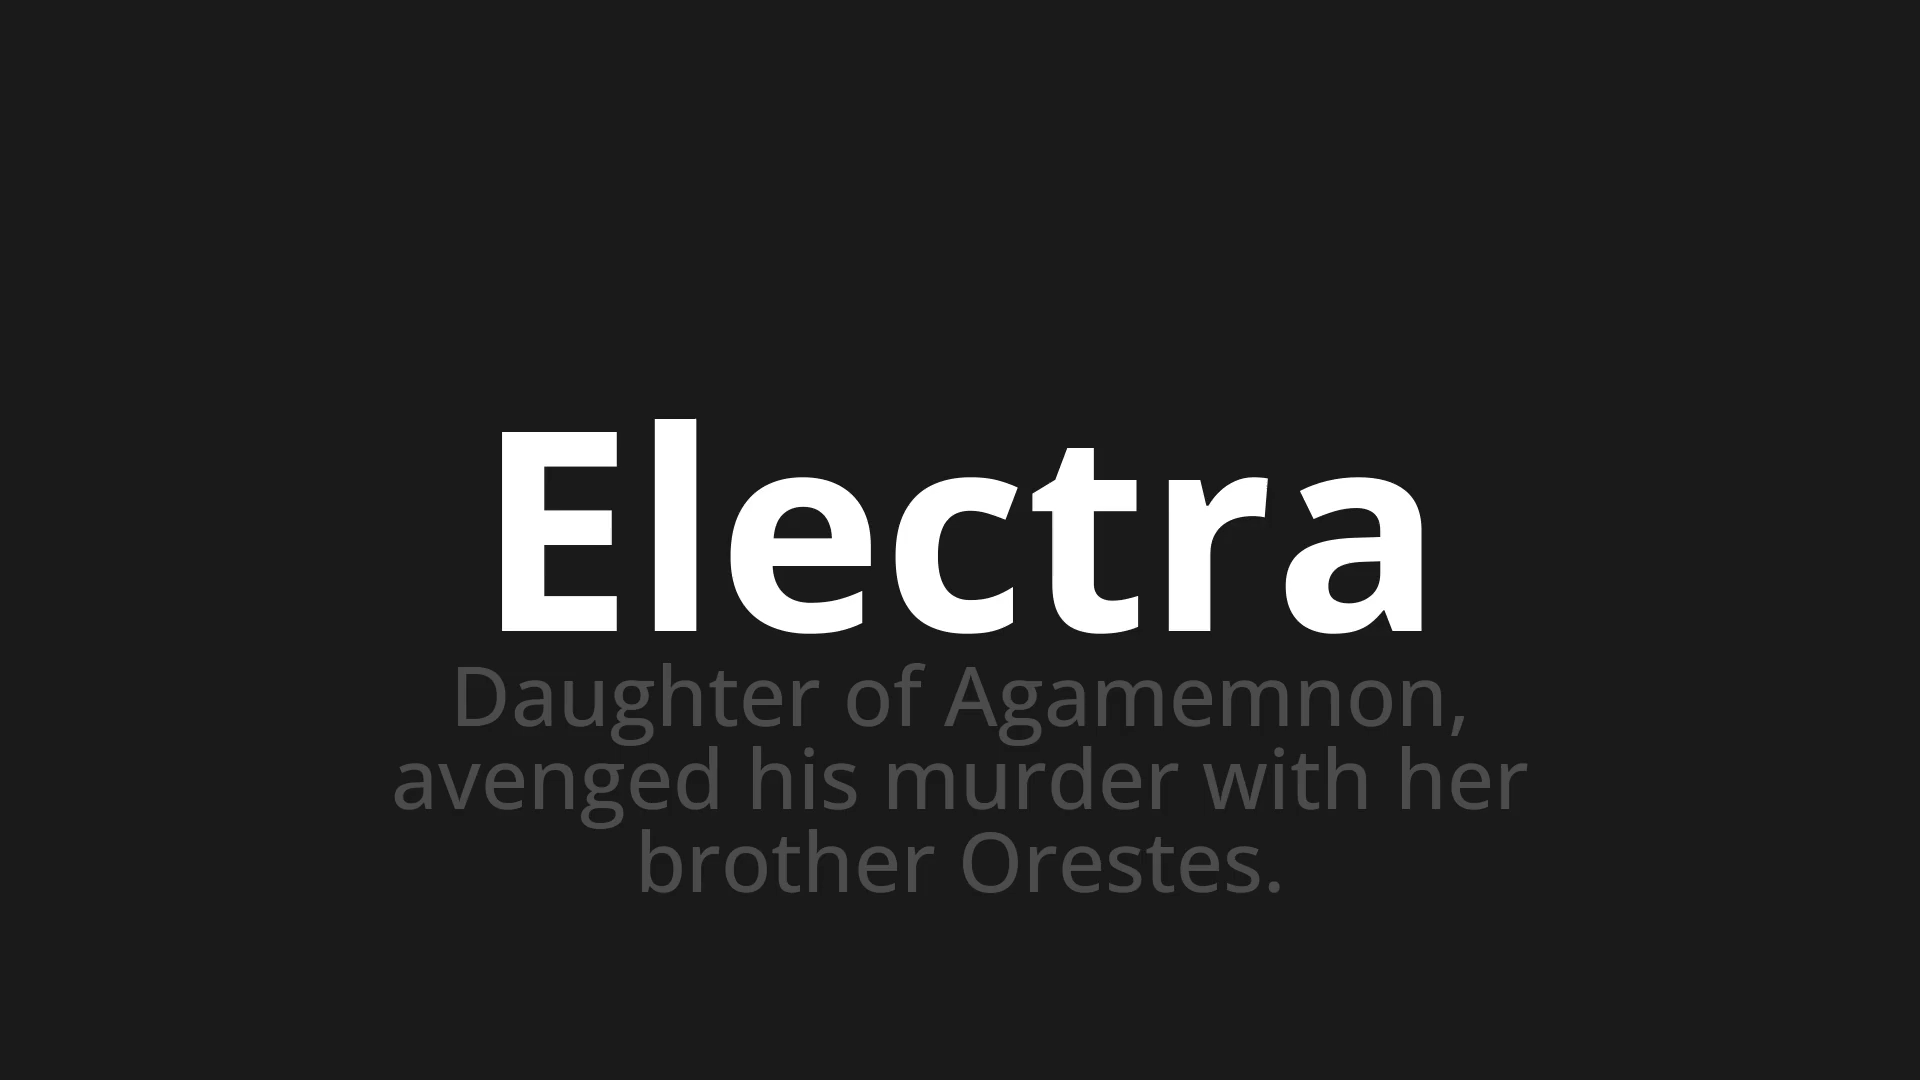 Electra
Daughter of Agamemnon,
avenged his murder with her
brother Orestes.